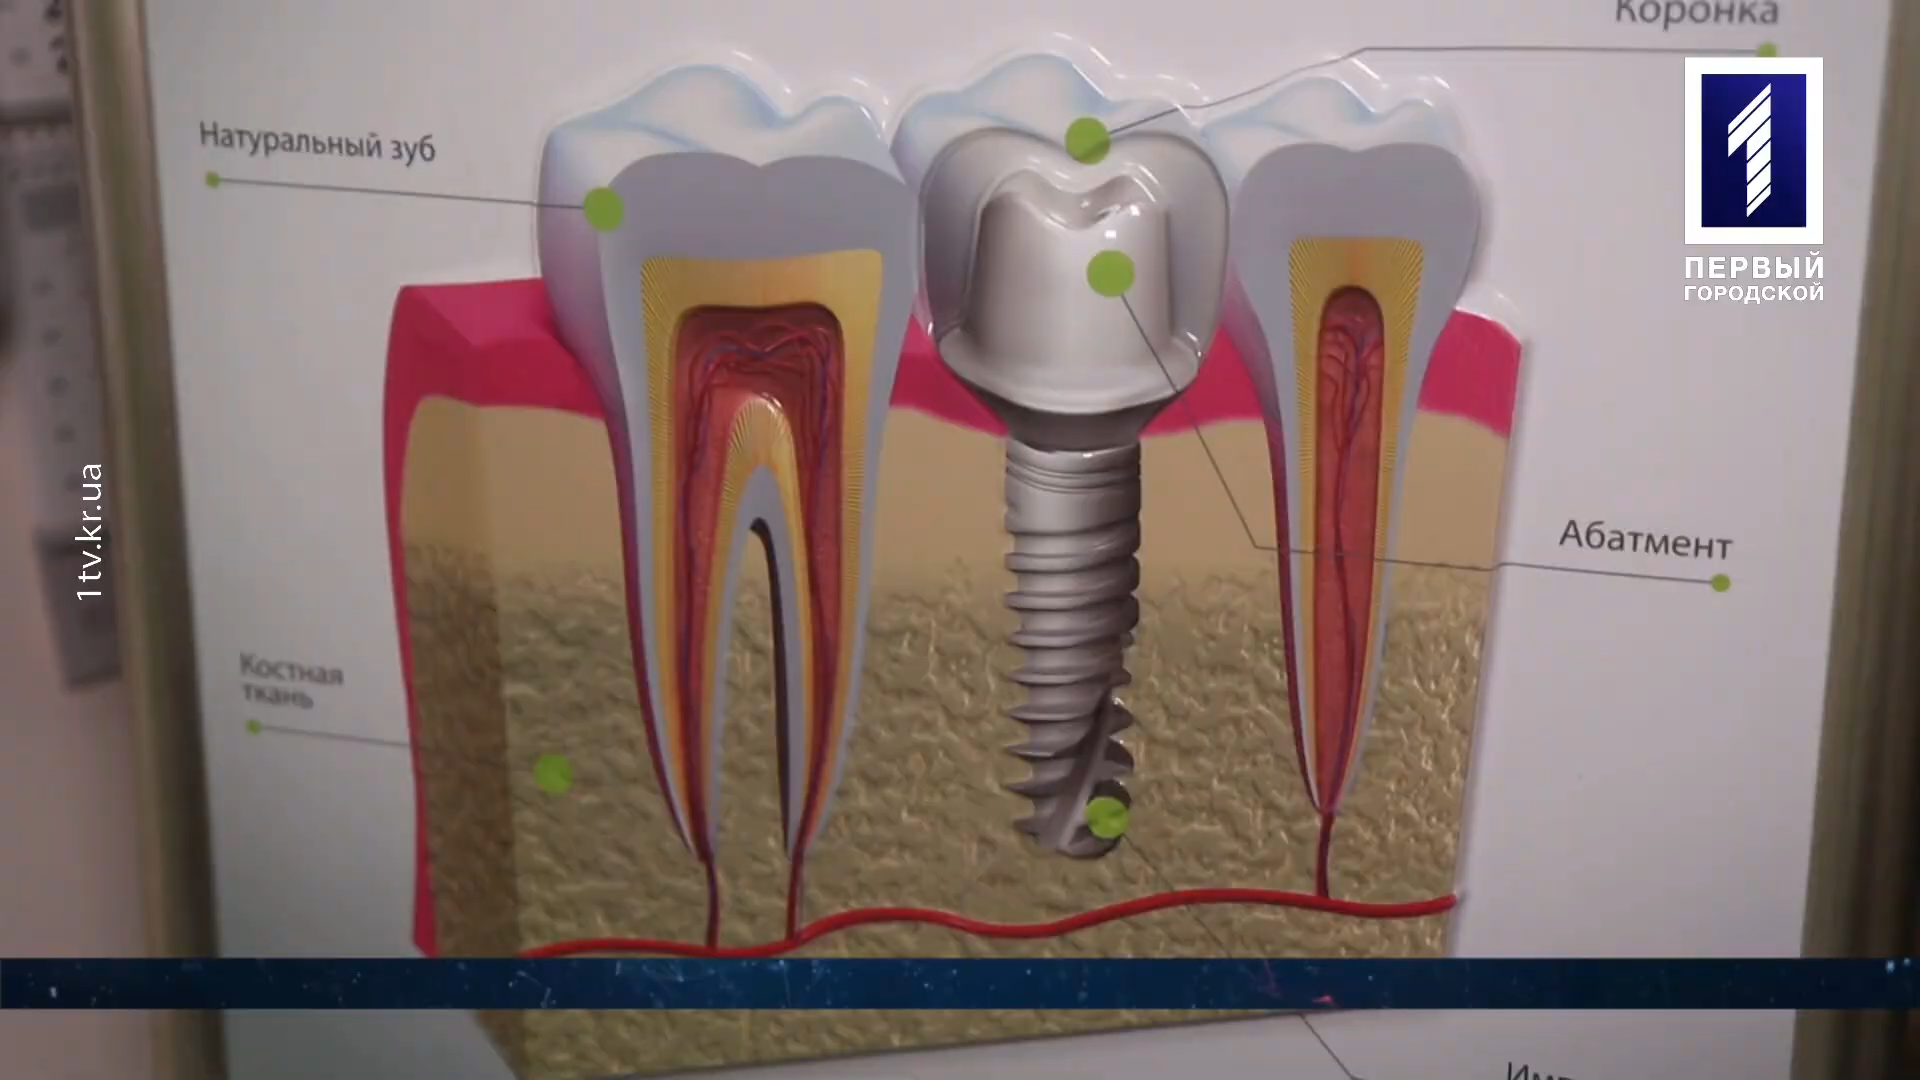 Коронка
Натуральный зуб
ПЕРВЫЙ
ГОРОДСКОЙ
1tv.kr.ua
Абатмент
Костная
ткань